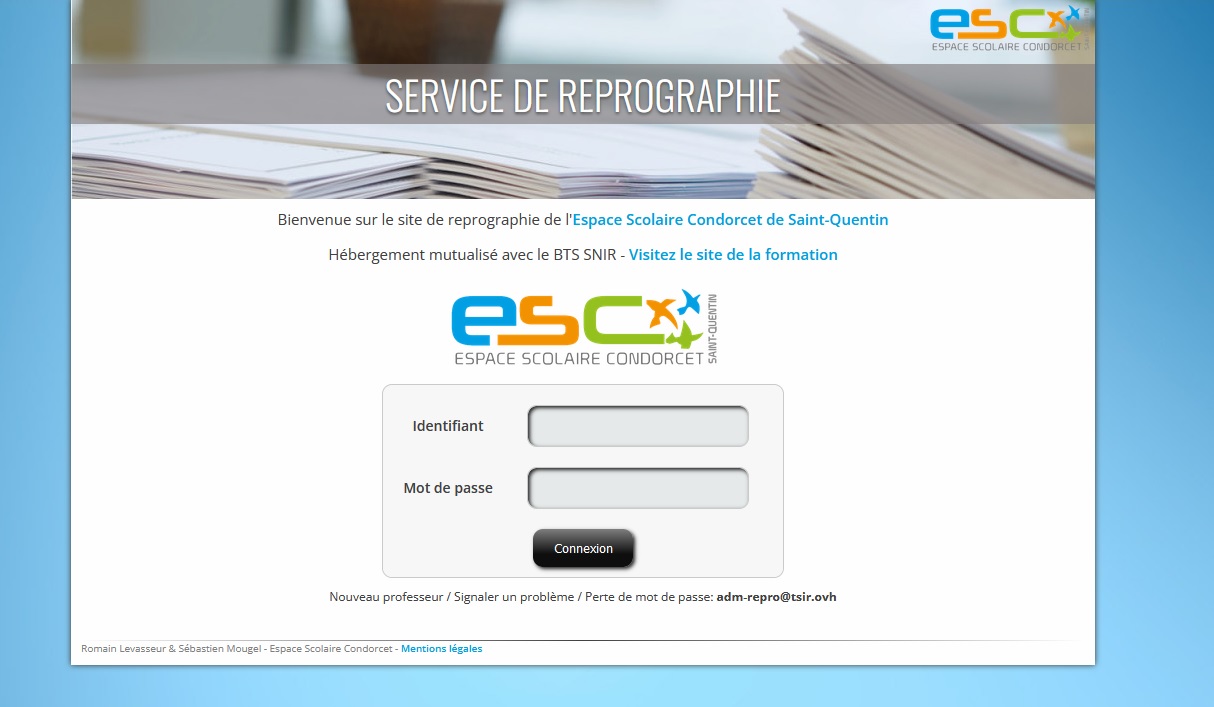 esc
ESPACE SCOLAIRE CONDORCET
SERVICE DE REPROGRAPHIE
Bienvenue sur le site de reprographie de l'Espace Scolaire Condorcet de Saint-Quentin
Hébergement mutualisé avec le BTS SNIR - Visitez le site de la formation
esc
SAINT-QUENTIN
ESPACE SCOLAIRE CONDORCET
Identifiant
Mot de passe
Connexion
Nouveau professeur / Signaler un problème / Perte de mot de passe: adm-repro@tsir.ovh
Romain Levasseur & Sébastien Mougel - Espace Scolaire Condorcet - Mentions légales